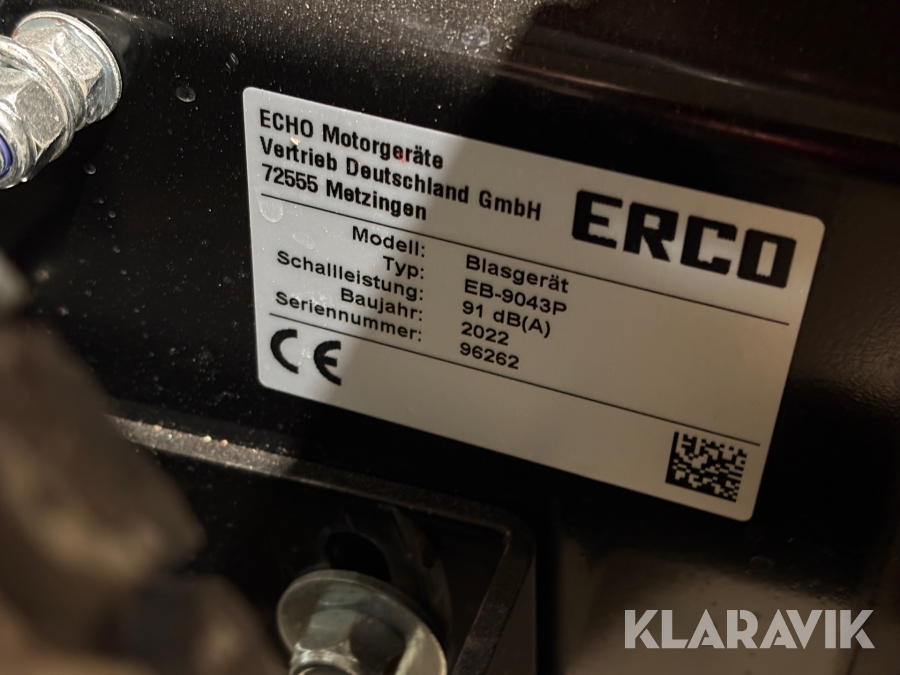 ECHO Motorgeräte
Vertrieb Deutschland GmbH
72555 Metzingen
ERCO
Modell: Blasgerät
Typ: EB-9043P
Schallleistung: 91 dB(A)
Baujahr: 2022
Seriennummer: 96262
CE
KLARAVIK